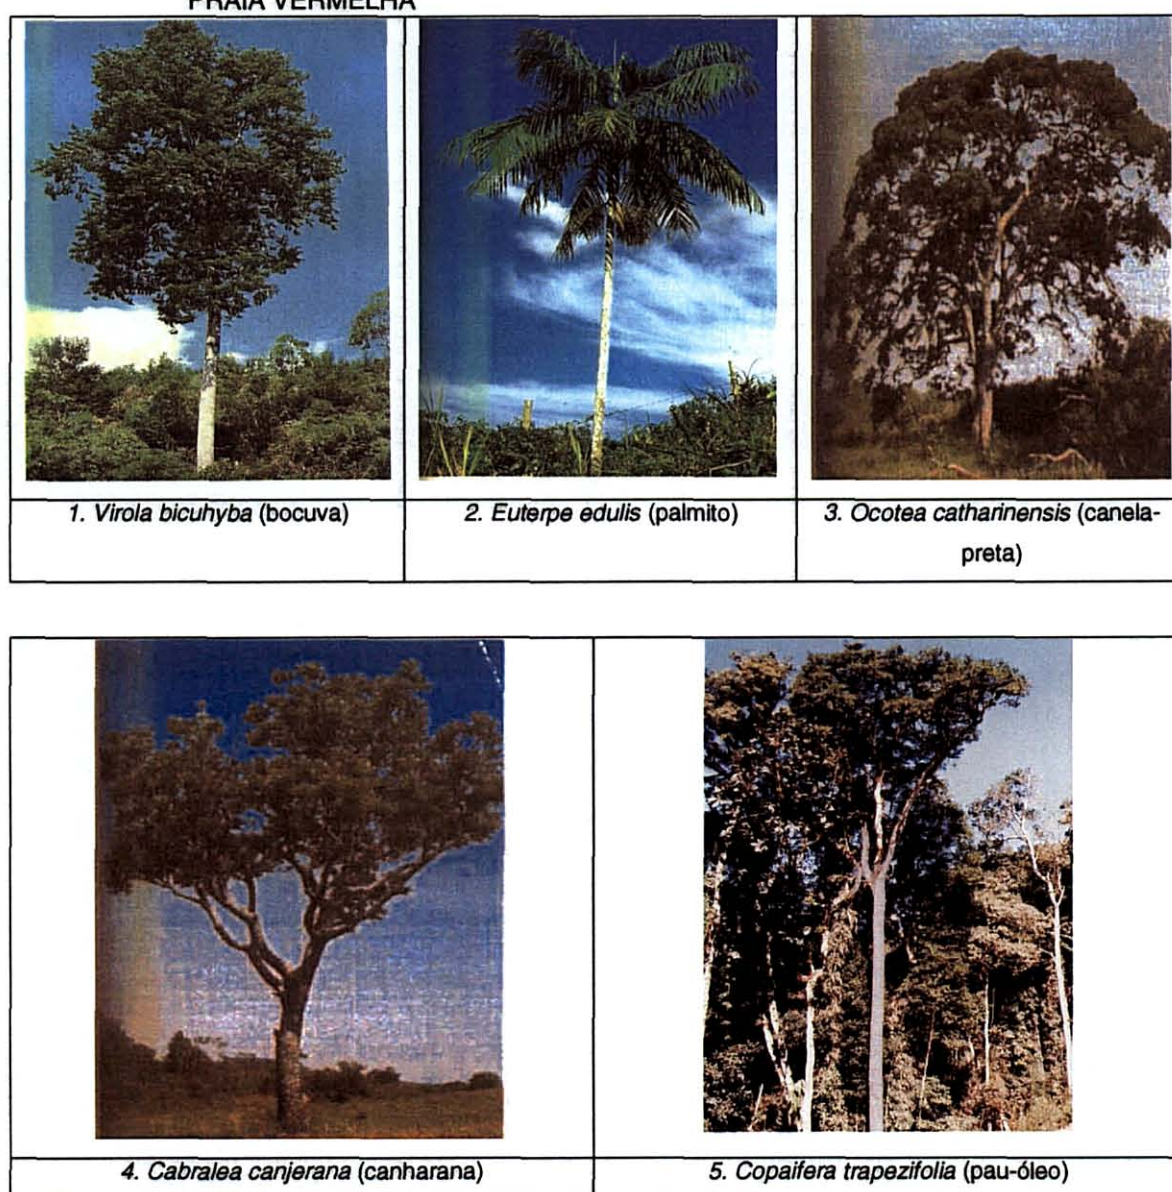 PRAIA VERMELHA
1. Virola bicuhyba (bocuva)
2. Euterpe edulis (palmito)
3. Ocotea catharinensis (canela-
preta)
4. Cabralea canjerana (canharana)
5. Copaifera trapezifolia (pau-óleo)